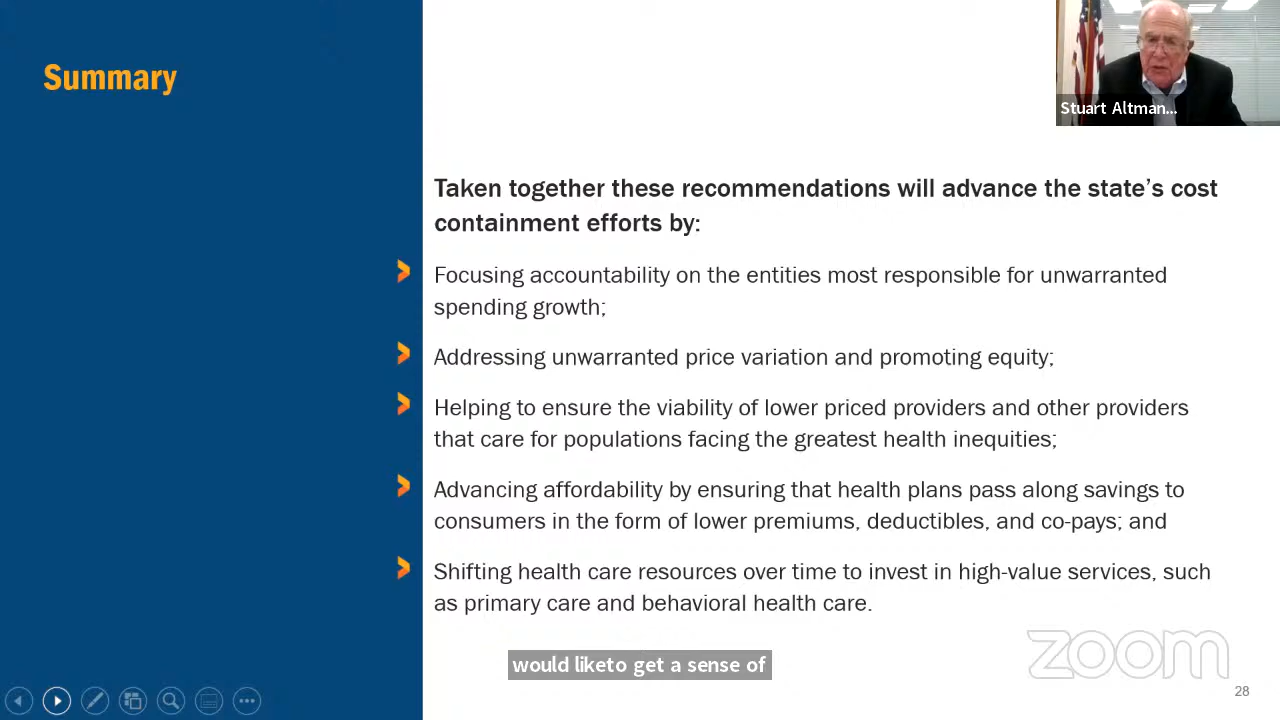 Summary
Stuart Altman...
Taken together these recommendations will advance the state’s cost
containment efforts by:
Focusing accountability on the entities most responsible for unwarranted
spending growth;
Addressing unwarranted price variation and promoting equity;
Helping to ensure the viability of lower priced providers and other providers
that care for populations facing the greatest health inequities;
Advancing affordability by ensuring that health plans pass along savings to
consumers in the form of lower premiums, deductibles, and co-pays; and
Shifting health care resources over time to invest in high-value services, such
as primary care and behavioral health care.
zoom
would liketo get a sense of
28